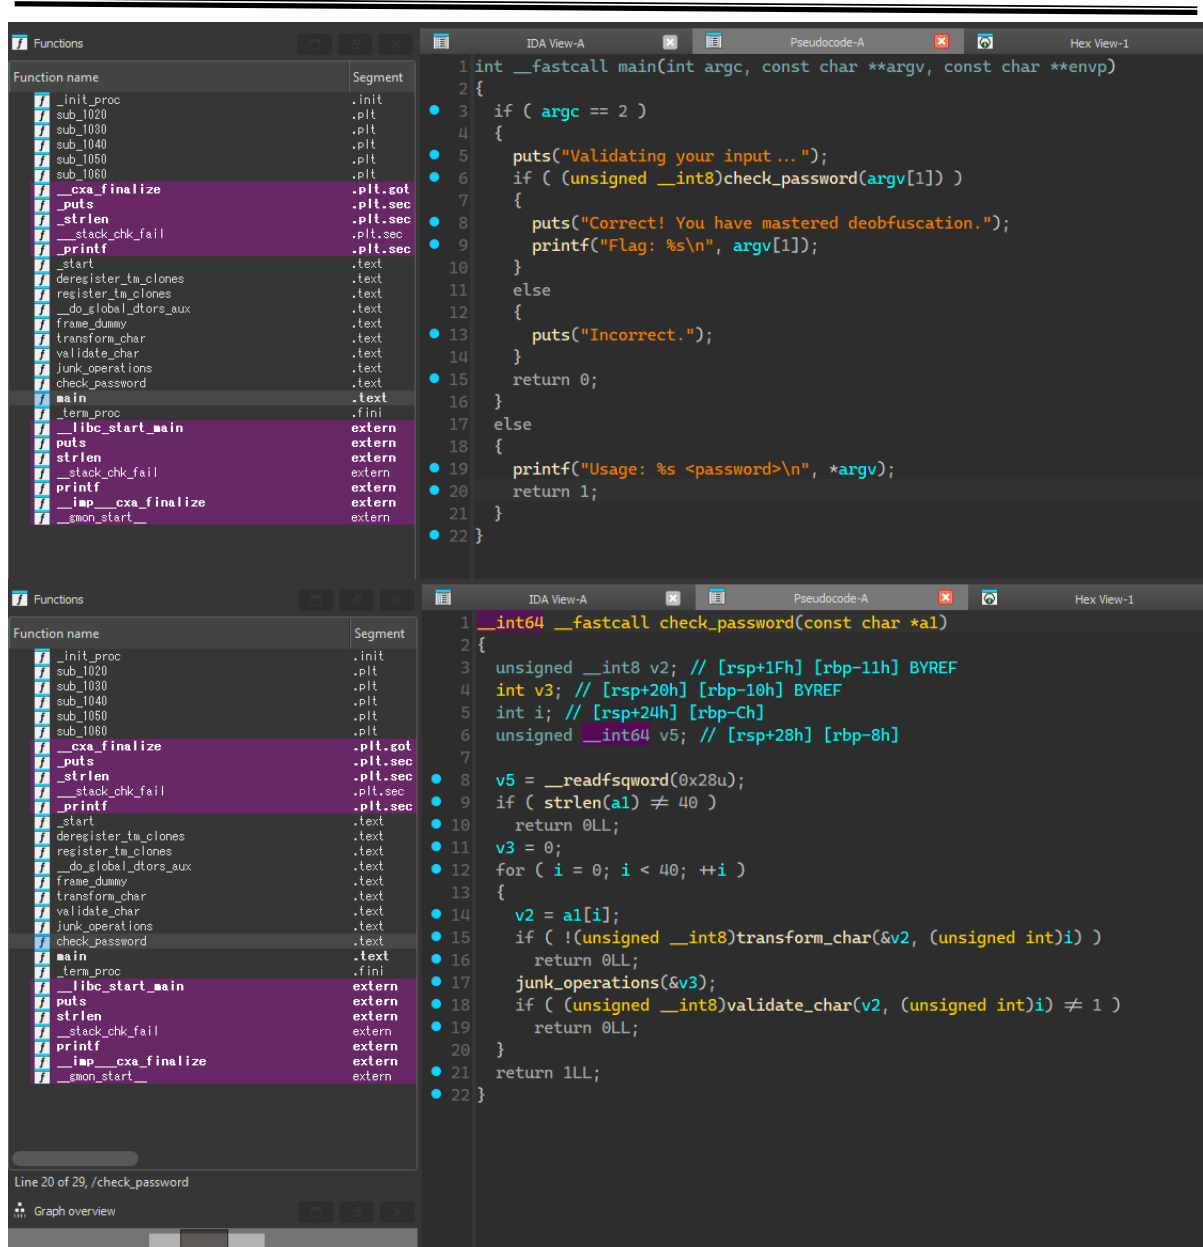 Functions
Function name Segment
_init_proc .init
sub_1020 .plt
sub_1030 .plt
sub_1040 .plt
sub_1050 .plt
sub_1060 .plt
__cxa_finalize .plt.got
_puts .plt.sec
_strlen .plt.sec
___stack_chk_fail .plt.sec
_printf .plt.sec
_start .text
deregister_tm_clones .text
register_tm_clones .text
__do_global_dtors_aux .text
frame_dummy .text
transform_char .text
validate_char .text
junk_operations .text
check_password .text
main .text
_term_proc .fini
__libc_start_main extern
puts extern
strlen extern
__stack_chk_fail extern
printf extern
__imp___cxa_finalize extern
__gmon_start__ extern
IDA View-A Pseudocode-A Hex View-1
1 int __fastcall main(int argc, const char **argv, const char **envp)
2 {
3 if ( argc == 2 )
4 {
5 puts("Validating your input...");
6 if ( (unsigned __int8)check_password(argv[1]) )
7 {
8 puts("Correct! You have mastered deobfuscation.");
9 printf("Flag: %s\n", argv[1]);
10 }
11 else
12 {
13 puts("Incorrect.");
14 }
15 return 0;
16 }
17 else
18 {
19 printf("Usage: %s <password>\n", *argv);
20 return 1;
21 }
22 }
Functions
Function name Segment
_init_proc .init
sub_1020 .plt
sub_1030 .plt
sub_1040 .plt
sub_1050 .plt
sub_1060 .plt
__cxa_finalize .plt.got
_puts .plt.sec
_strlen .plt.sec
___stack_chk_fail .plt.sec
_printf .plt.sec
_start .text
deregister_tm_clones .text
register_tm_clones .text
__do_global_dtors_aux .text
frame_dummy .text
transform_char .text
validate_char .text
junk_operations .text
check_password .text
main .text
_term_proc .fini
__libc_start_main extern
puts extern
strlen extern
__stack_chk_fail extern
printf extern
__imp___cxa_finalize extern
__gmon_start__ extern
Line 20 of 29, /check_password
Graph overview
IDA View-A Pseudocode-A Hex View-1
1 __int64 __fastcall check_password(const char *a1)
2 {
3 unsigned __int8 v2; // [rsp+1Fh] [rbp-11h] BYREF
4 int v3; // [rsp+20h] [rbp-10h] BYREF
5 int i; // [rsp+24h] [rbp-Ch]
6 unsigned __int64 v5; // [rsp+28h] [rbp-8h]
7
8 v5 = __readfsqword(0x28u);
9 if ( strlen(a1) != 40 )
10 return 0LL;
11 v3 = 0;
12 for ( i = 0; i < 40; ++i )
13 {
14 v2 = a1[i];
15 if ( !(unsigned __int8)transform_char(&v2, (unsigned int)i) )
16 return 0LL;
17 junk_operations(&v3);
18 if ( (unsigned __int8)validate_char(v2, (unsigned int)i) != 1 )
19 return 0LL;
20 }
21 return 1LL;
22 }